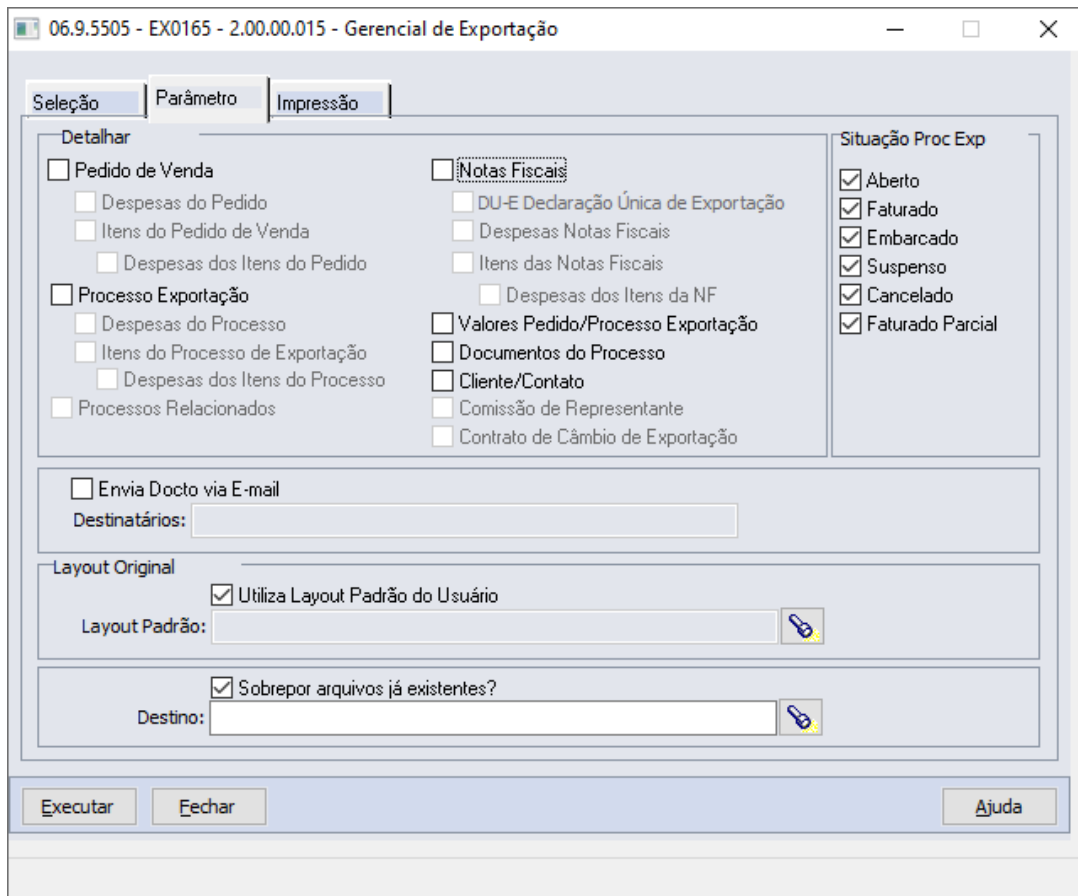 06.9.5505 - EX0165 - 2.00.00.015 - Gerencial de Exportação
Seleção
Parâmetro
Impressão
Detalhar
Pedido de Venda
Despesas do Pedido
Itens do Pedido de Venda
Despesas dos Itens do Pedido
Processo Exportação
Despesas do Processo
Itens do Processo de Exportação
Despesas dos Itens do Processo
Processos Relacionados
Notas Fiscais
DU-E Declaração Única de Exportação
Despesas Notas Fiscais
Itens das Notas Fiscais
Despesas dos Itens da NF
Valores Pedido/Processo Exportação
Documentos do Processo
Cliente/Contato
Comissão de Representante
Contrato de Câmbio de Exportação
Situação Proc Exp
Aberto
Faturado
Embarcado
Suspenso
Cancelado
Faturado Parcial
Envia Docto via E-mail
Destinatários:
Layout Original
Utiliza Layout Padrão do Usuário
Layout Padrão:
Sobrepor arquivos já existentes?
Destino:
Executar
Fechar
Ajuda